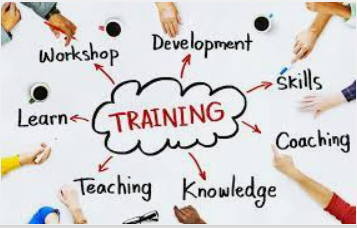 Workshop
Development
Skills
Learn
TRAINING
Coaching
Teaching
Knowledge